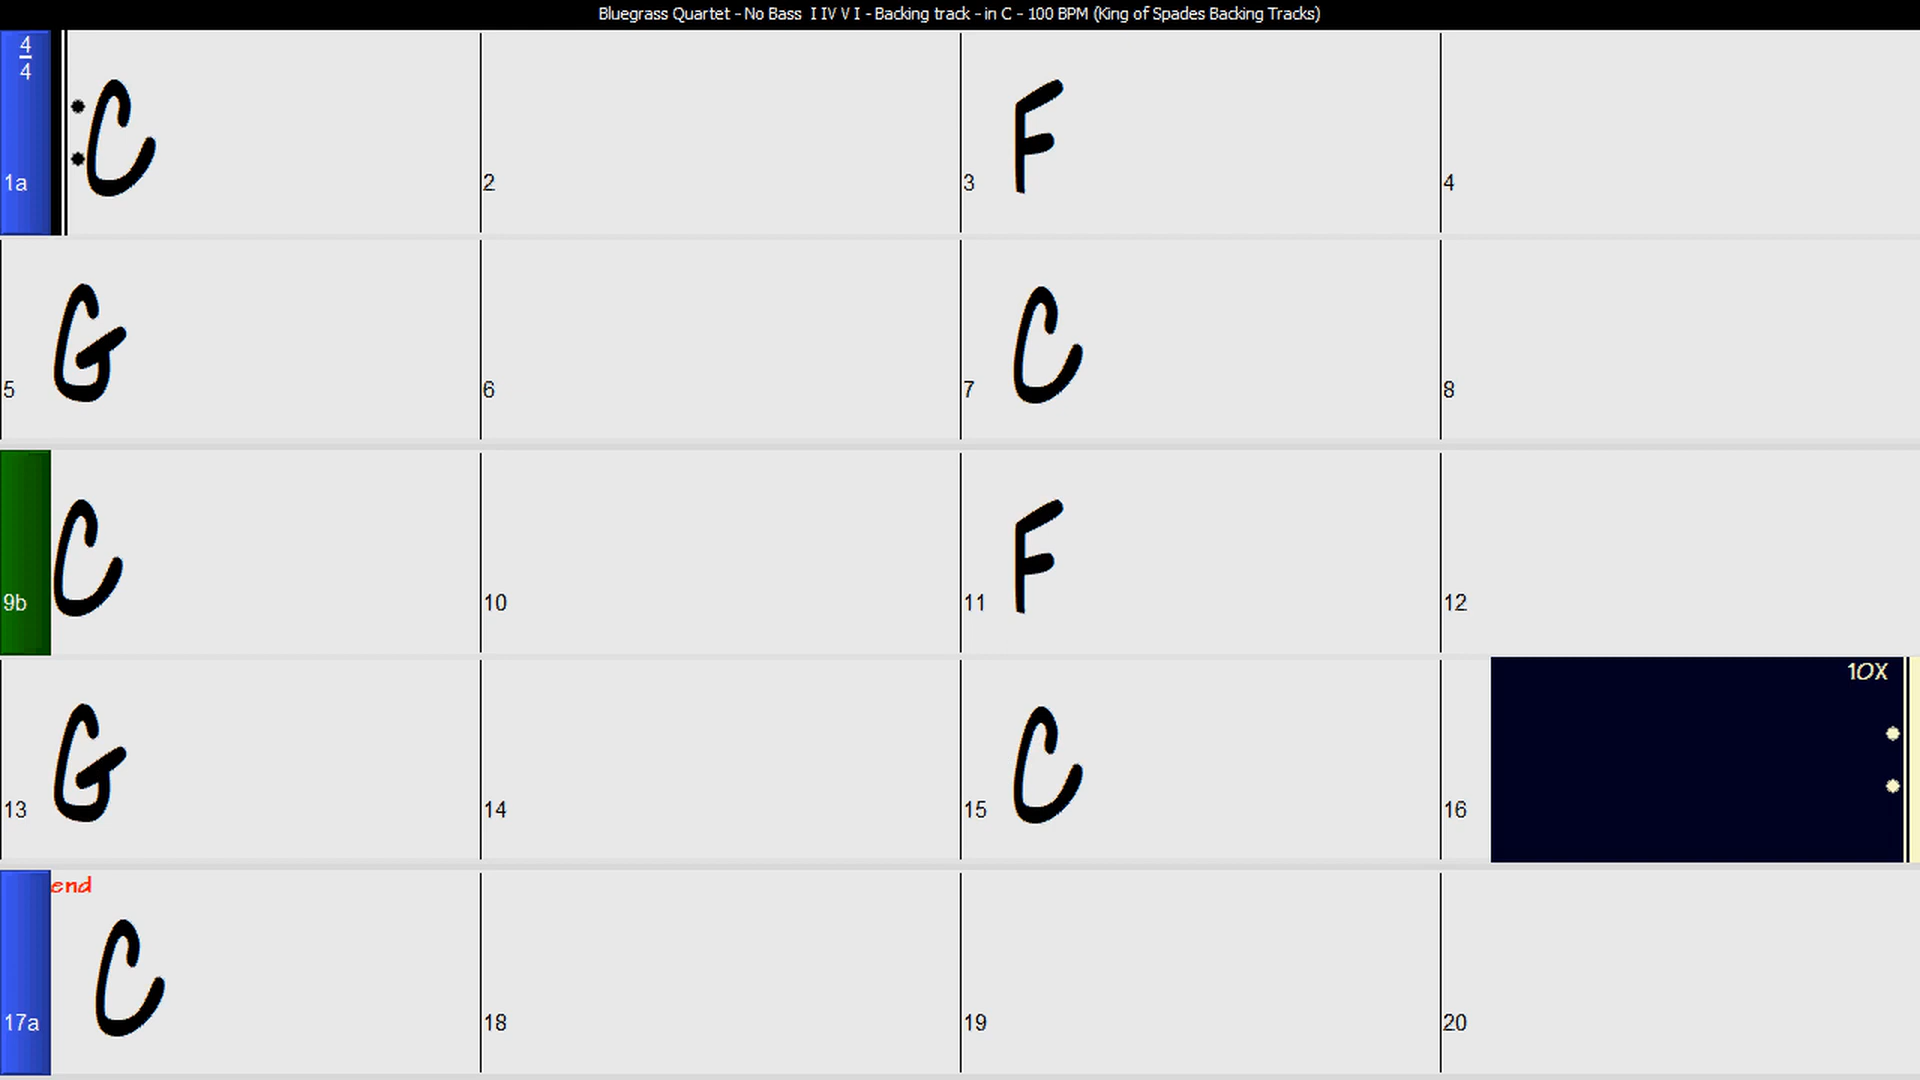 Bluegrass Quartet - No Bass I IV V I - Backing track - in C - 100 BPM (King of Spades Backing Tracks)
4
4
C F
1a 2 3 4
G C
5 6 7 8
C F
9b 10 11 12
10X
G C
13 14 15 16
end
C
17a 18 19 20